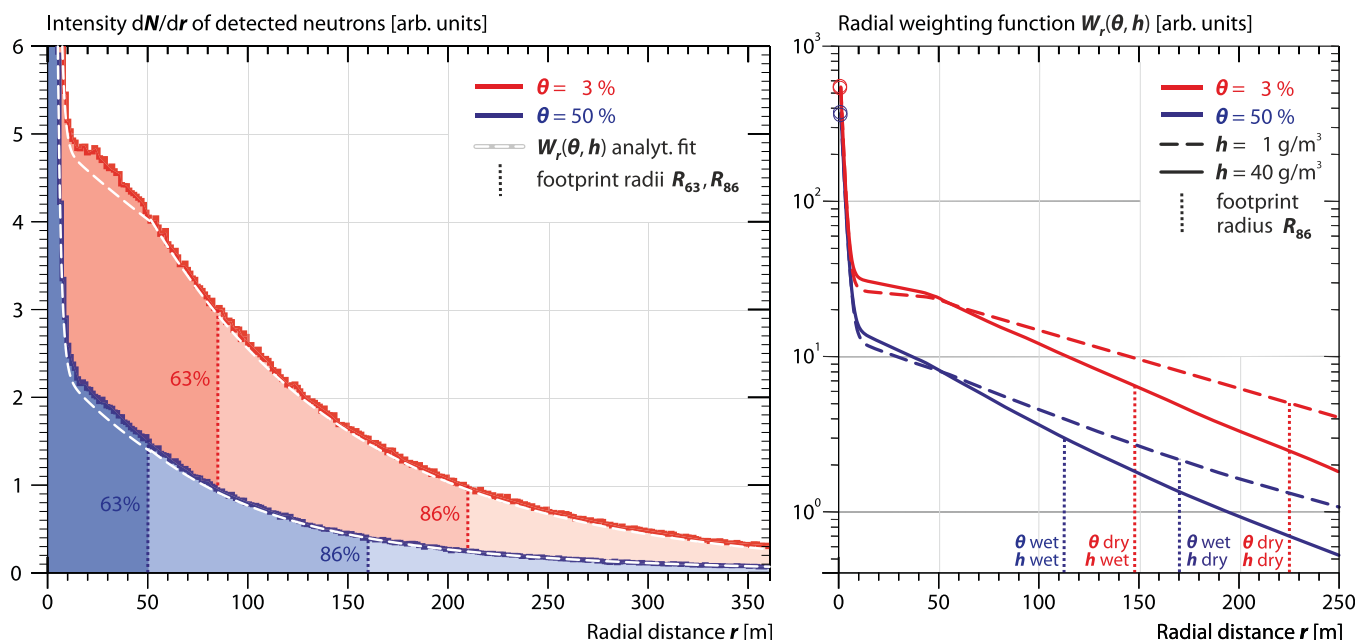 Intensity dN/dr of detected neutrons [arb. units]
6
5
4
3
2
1
0
θ = 3 %
θ = 50 %
Wr(θ, h) analyt. fit
footprint radii R63, R86
63%
63%
86%
86%
0 50 100 150 200 250 300 350
Radial distance r [m]
Radial weighting function Wr(θ, h) [arb. units]
10³
10²
10¹
10⁰
θ = 3 %
θ = 50 %
h = 1 g/m³
h = 40 g/m³
footprint
radius R86
θ wet θ dry θ wet θ dry
h wet h wet h dry h dry
0 50 100 150 200 250
Radial distance r [m]